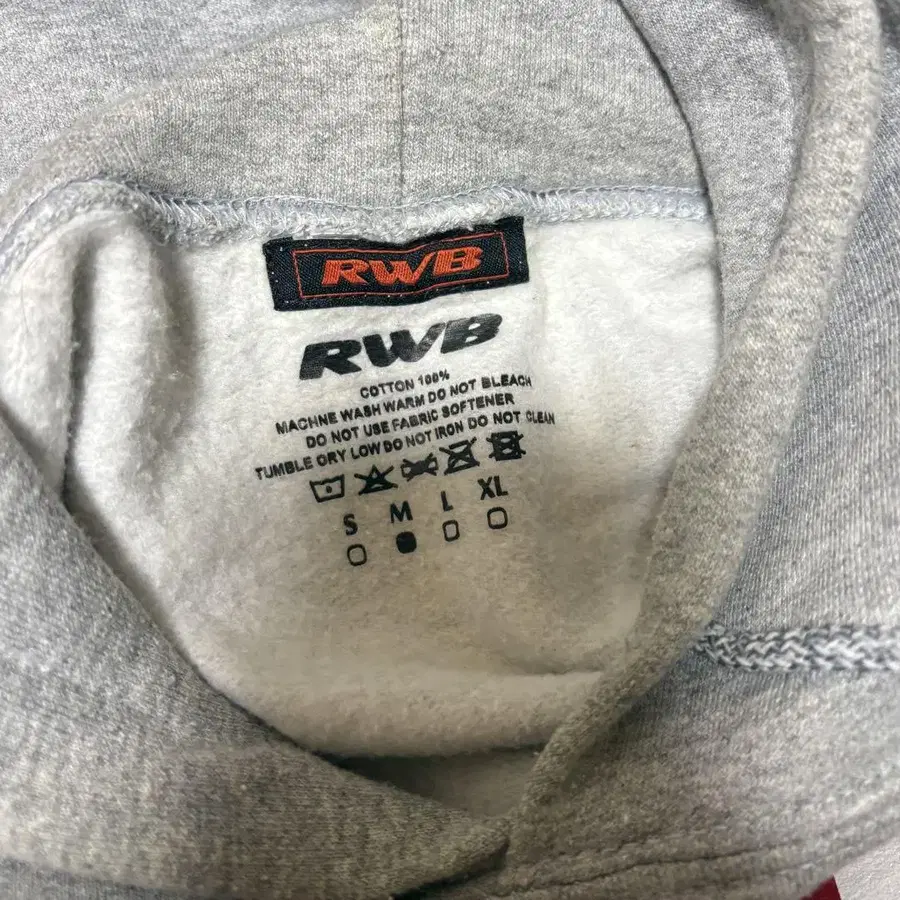 RWB
RWB
COTTON 100%
MACHNE WASH WARM DO NOT BLEACH
DO NOT USE FABRIC SOFTENER
TUMBLE DRY LOW DO NOT IRON DO NOT CLEAN
S M L XL